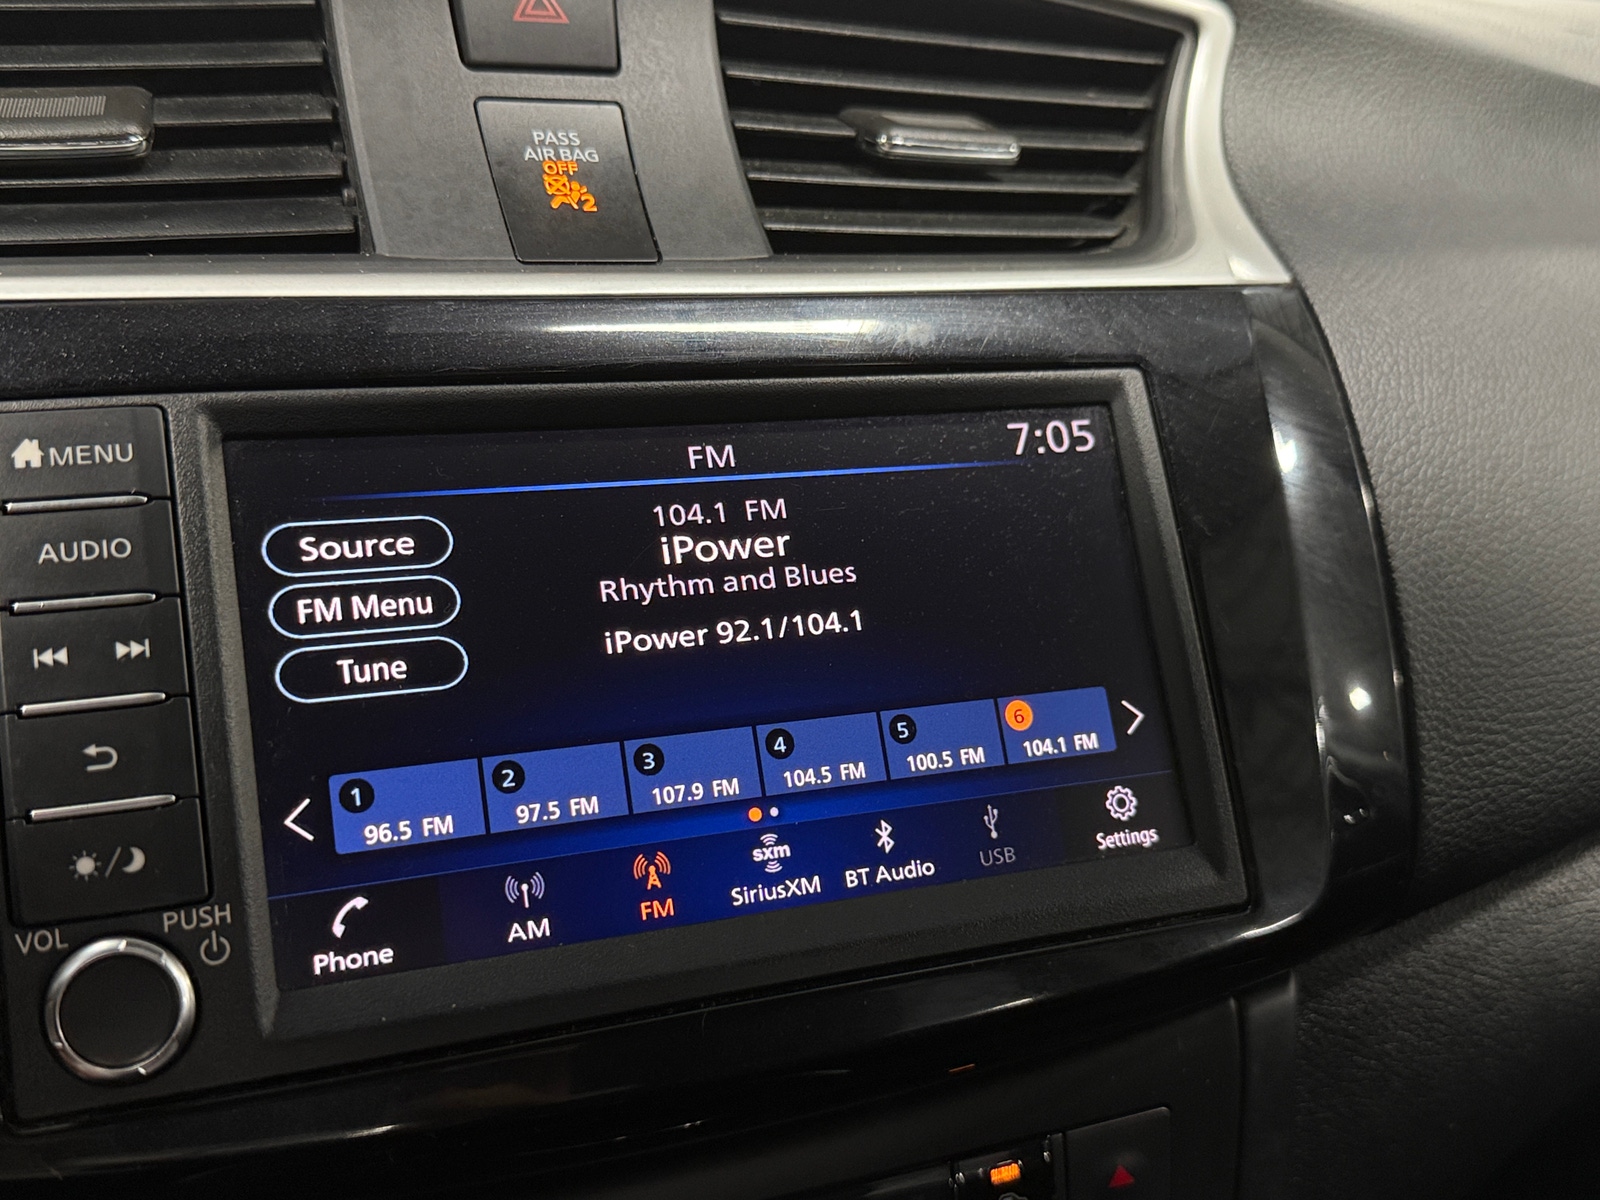 PASS
AIR BAG
OFF
2
MENU
AUDIO
VOL
PUSH
FM
7:05
104.1 FM
iPower
Rhythm and Blues
iPower 92.1/104.1
Source
FM Menu
Tune
1
96.5 FM
2
97.5 FM
3
107.9 FM
4
104.5 FM
5
100.5 FM
6
104.1 FM
Phone
AM
FM
sxm
SiriusXM
BT Audio
USB
Settings